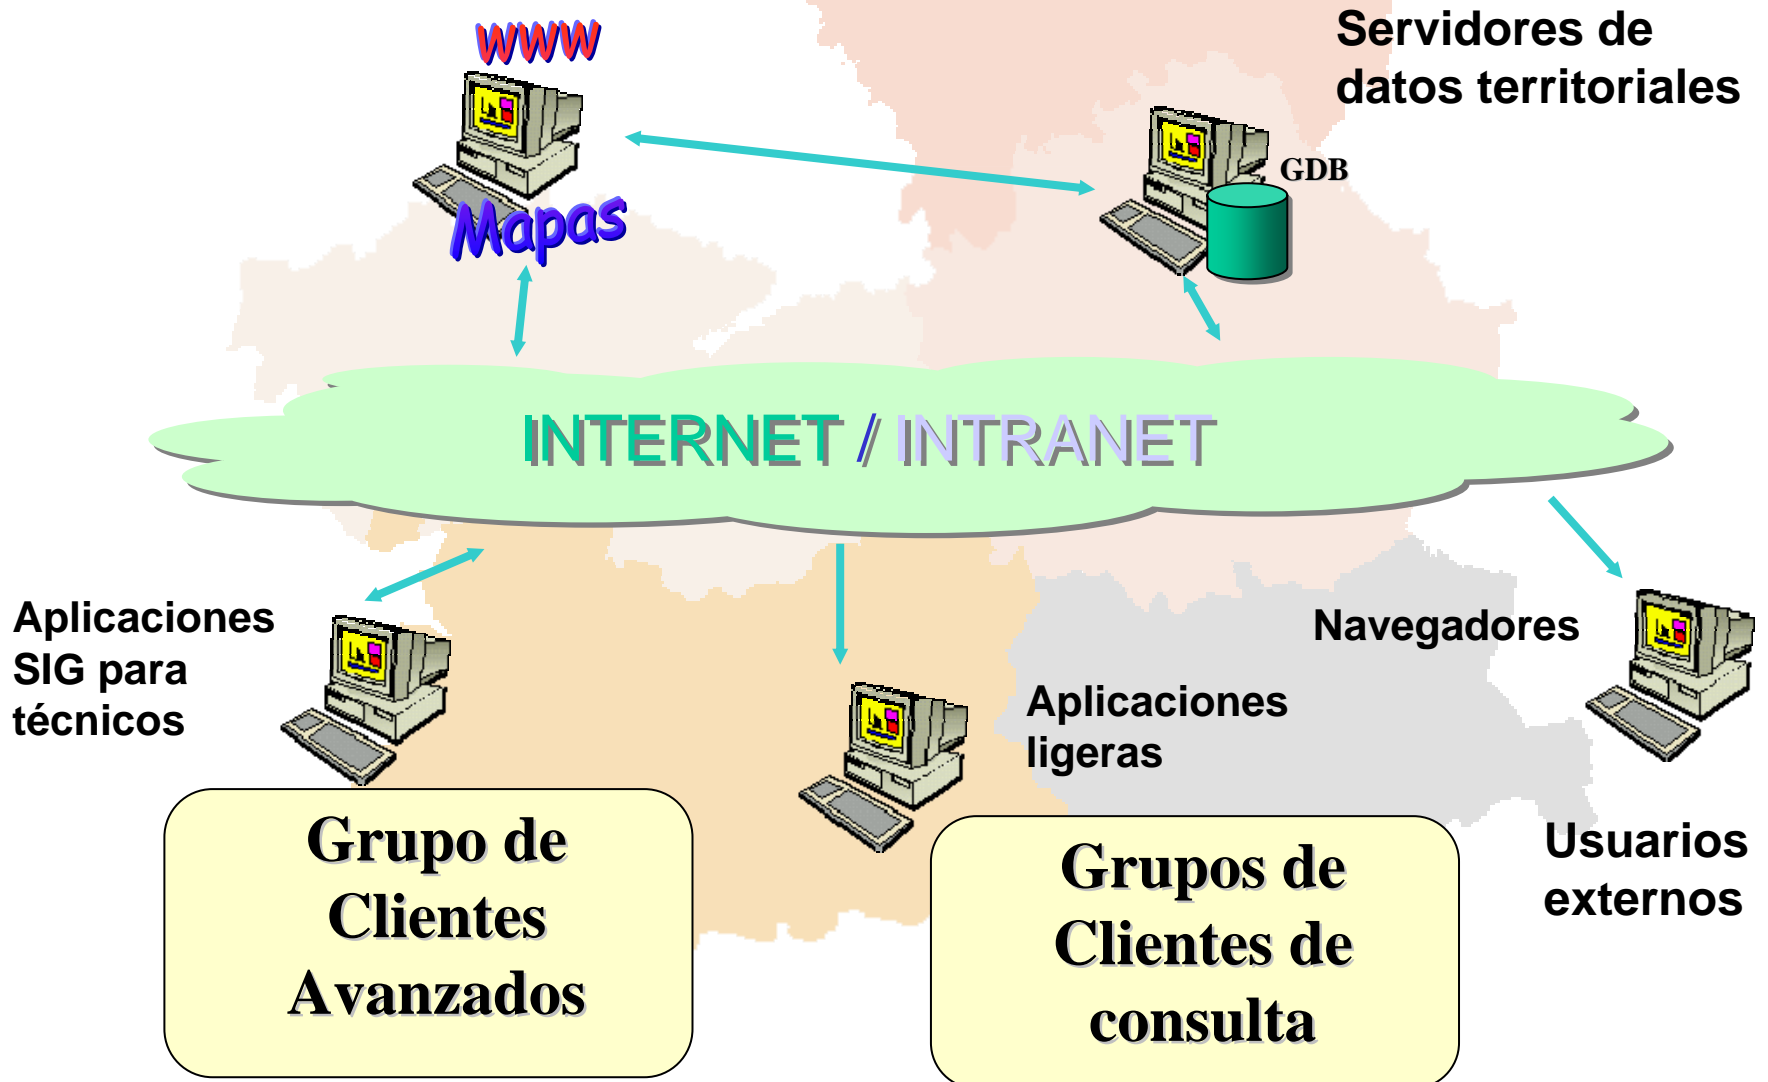 www
Mapas
Servidores de
datos territoriales
GDB
INTERNET / INTRANET
Aplicaciones
SIG para
técnicos
Aplicaciones
ligeras
Navegadores
Usuarios
externos
Grupo de
Clientes
Avanzados
Grupos de
Clientes de
consulta